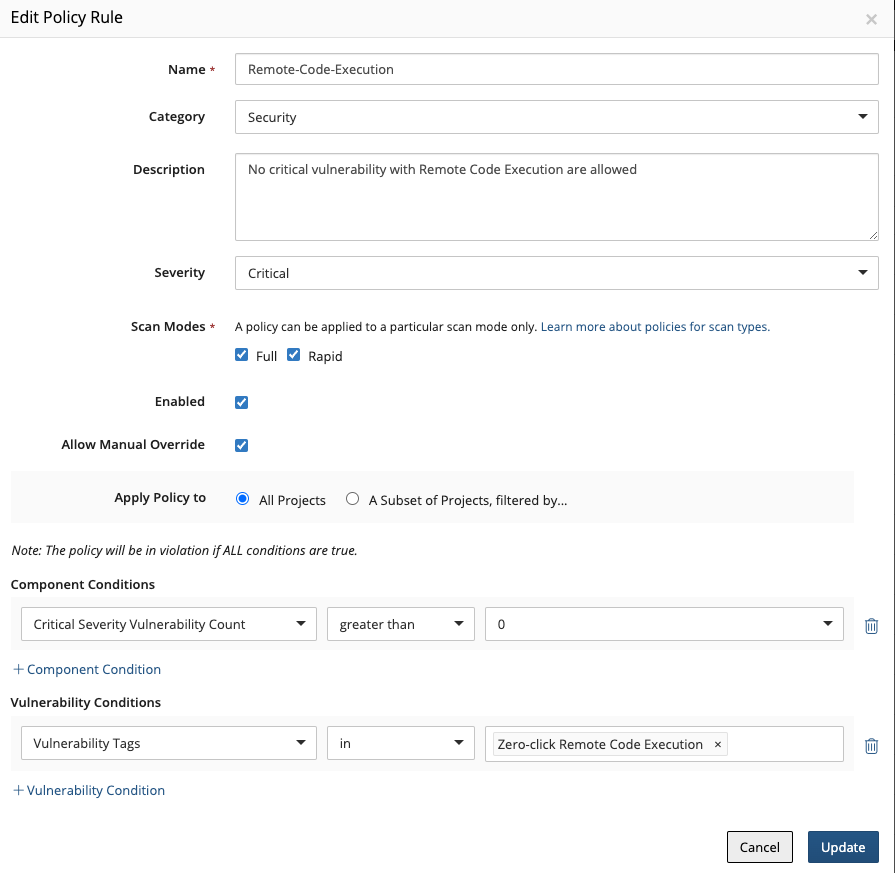 Edit Policy Rule ×
Name * Remote-Code-Execution
Category Security
Description No critical vulnerability with Remote Code Execution are allowed
Severity Critical
Scan Modes * A policy can be applied to a particular scan mode only. Learn more about policies for scan types.
Full Rapid
Enabled
Allow Manual Override
Apply Policy to All Projects A Subset of Projects, filtered by...
Note: The policy will be in violation if ALL conditions are true.
Component Conditions
Critical Severity Vulnerability Count greater than 0
+ Component Condition
Vulnerability Conditions
Vulnerability Tags in Zero-click Remote Code Execution ×
+ Vulnerability Condition
Cancel Update